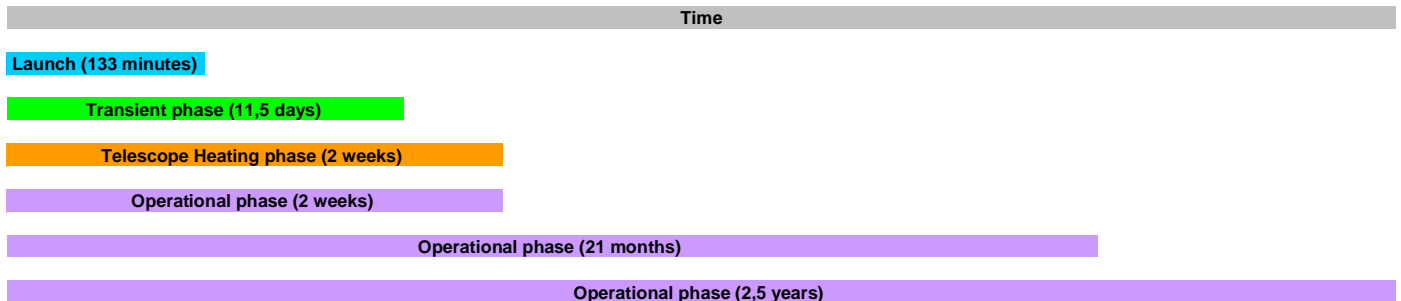 Time
Launch (133 minutes)
Transient phase (11,5 days)
Telescope Heating phase (2 weeks)
Operational phase (2 weeks)
Operational phase (21 months)
Operational phase (2,5 years)